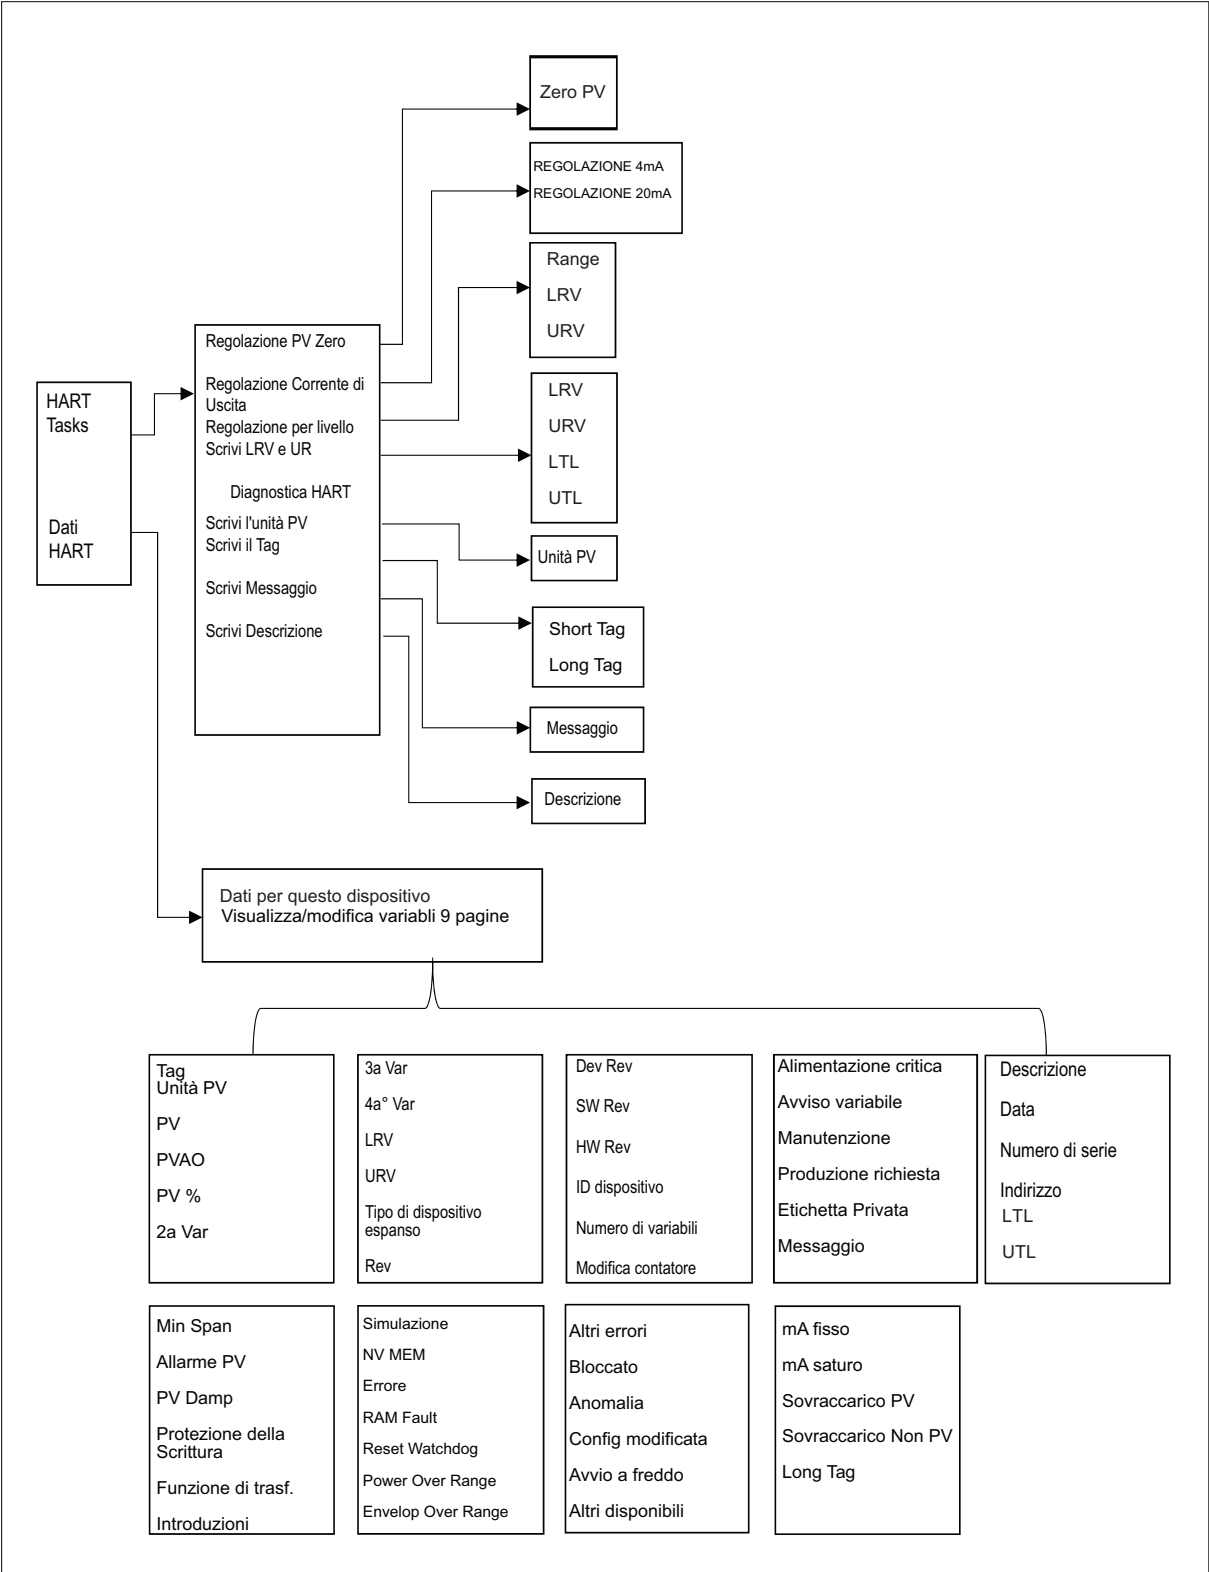 Zero PV
REGOLAZIONE 4mA
REGOLAZIONE 20mA
Range
LRV
URV
HART
Tasks
Dati
HART
Regolazione PV Zero
Regolazione Corrente di
Uscita
Regolazione per livello
Scrivi LRV e UR
Diagnostica HART
Scrivi l'unità PV
Scrivi il Tag
Scrivi Messaggio
Scrivi Descrizione
LRV
URV
LTL
UTL
Unità PV
Short Tag
Long Tag
Messaggio
Descrizione
Dati per questo dispositivo
Visualizza/modifica variabli 9 pagine
Tag
Unità PV
PV
PVAO
PV %
2a Var
3a Var
4a° Var
LRV
URV
Tipo di dispositivo
espanso
Rev
Dev Rev
SW Rev
HW Rev
ID dispositivo
Numero di variabili
Modifica contatore
Alimentazione critica
Avviso variabile
Manutenzione
Produzione richiesta
Etichetta Privata
Messaggio
Descrizione
Data
Numero di serie
Indirizzo
LTL
UTL
Min Span
Allarme PV
PV Damp
Protezione della
Scrittura
Funzione di trasf.
Introduzioni
Simulazione
NV MEM
Errore
RAM Fault
Reset Watchdog
Power Over Range
Envelop Over Range
Altri errori
Bloccato
Anomalia
Config modificata
Avvio a freddo
Altri disponibili
mA fisso
mA saturo
Sovraccarico PV
Sovraccarico Non PV
Long Tag